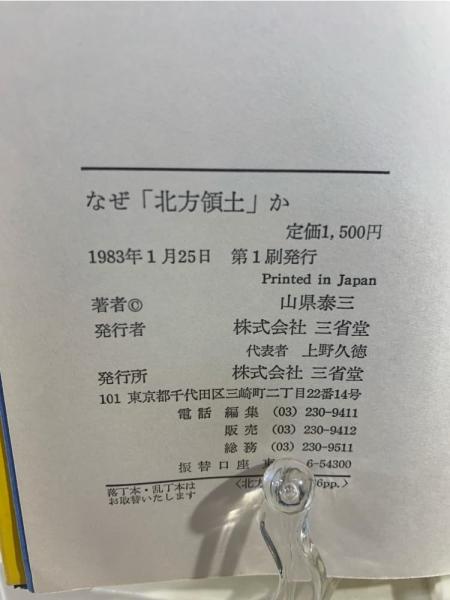 なぜ「北方領土」か
定価1,500円
1983年1月25日 第1刷発行
Printed in Japan
著者© 山県泰三
発行者 株式会社 三省堂
代表者 上野久徳
発行所 株式会社 三省堂
101 東京都千代田区三崎町二丁目22番14号
電話 編集 (03) 230-9411
販売 (03) 230-9412
総務 (03) 230-9511
振替口座 東 6-54300
落丁本・乱丁本は
お取替いたします
〈北方 6pp.〉